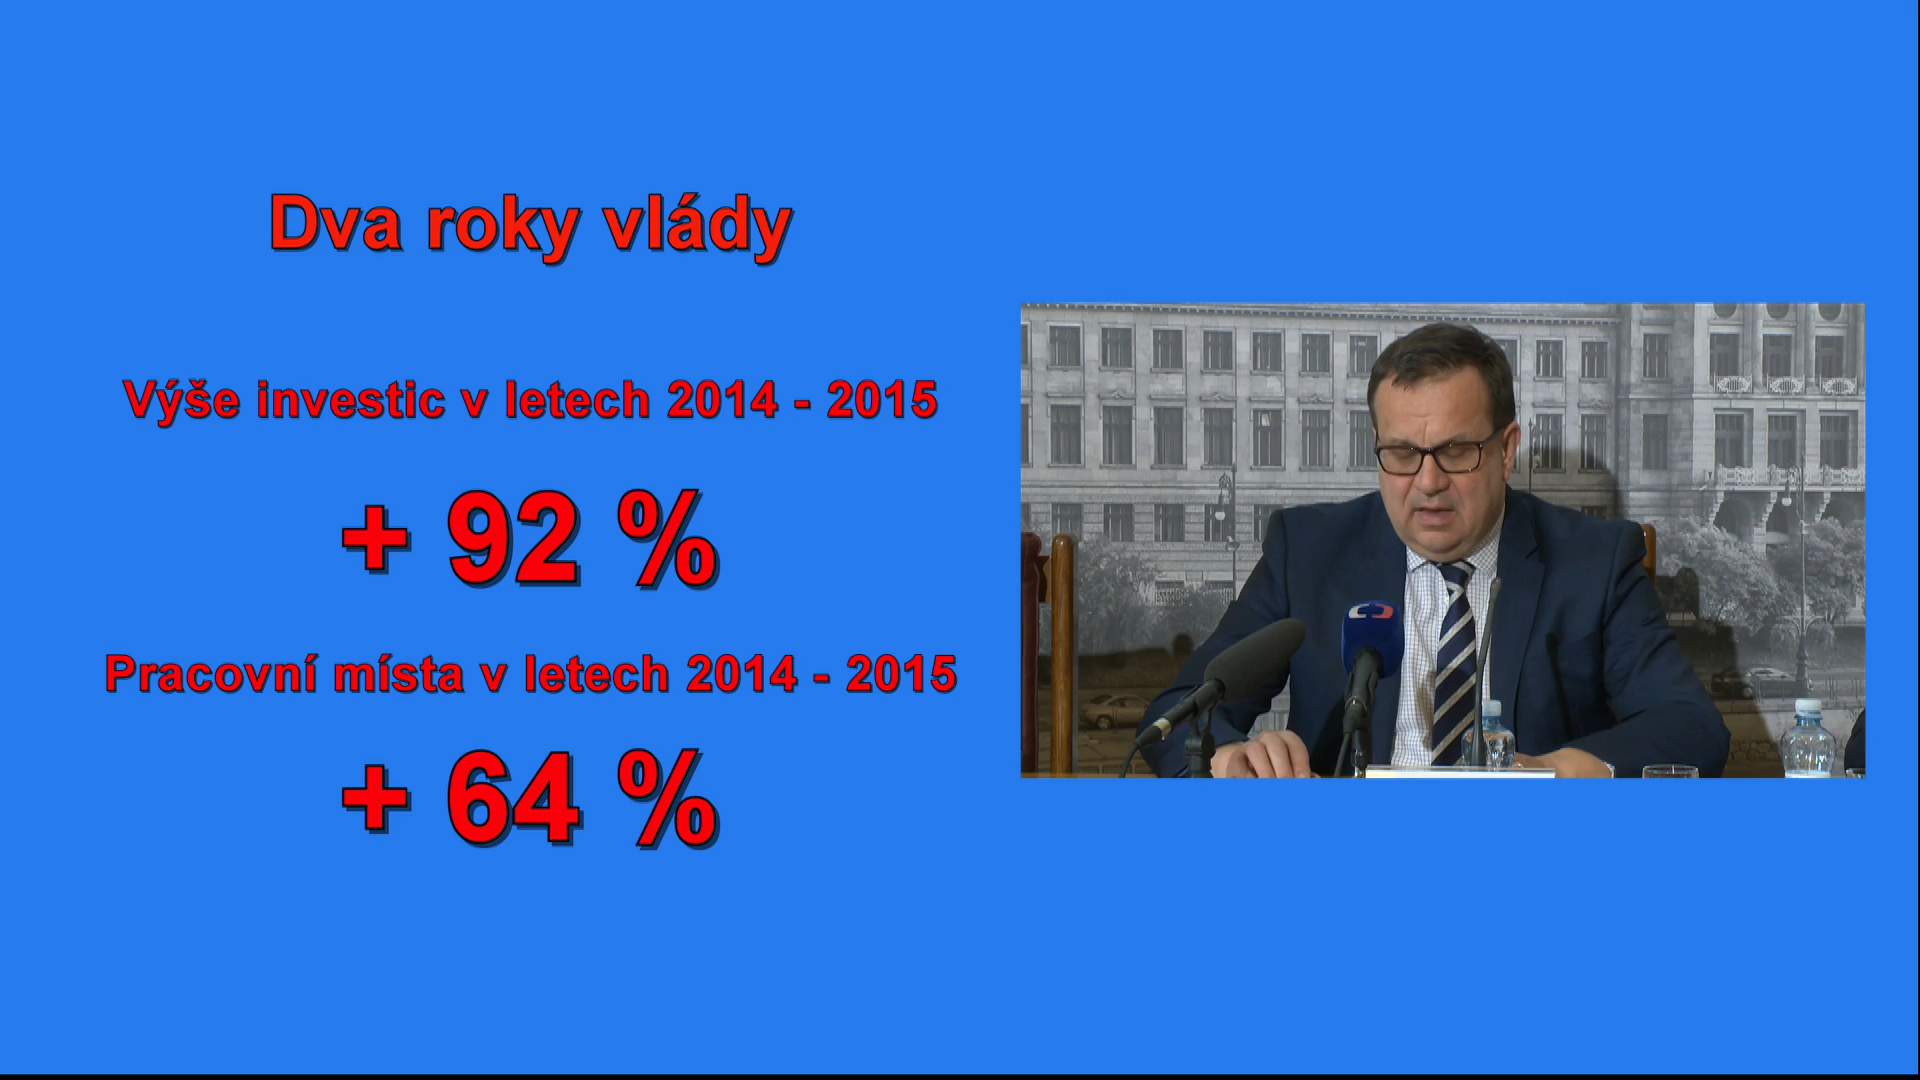 Dva roky vlády
Výše investic v letech 2014 - 2015
+ 92 %
Pracovní místa v letech 2014 - 2015
+ 64 %